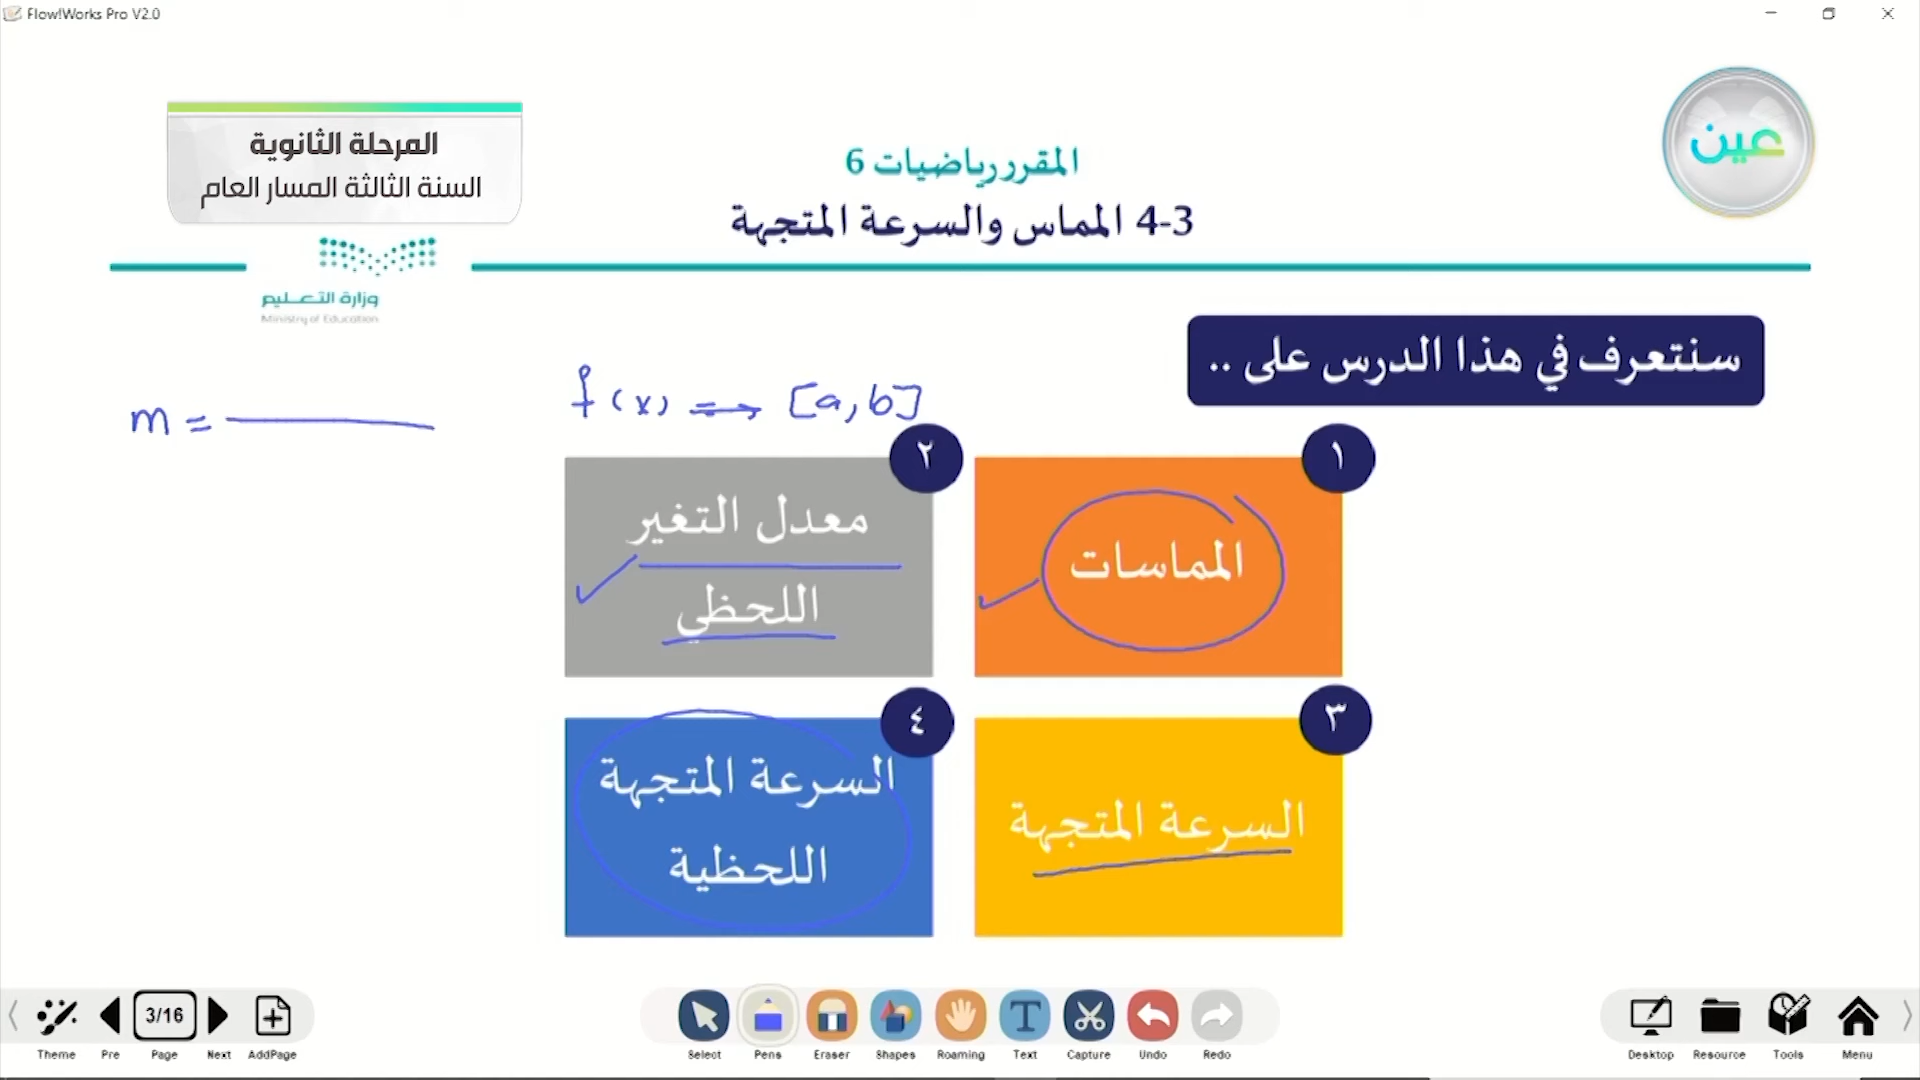 Flow!Works Pro V2.0
عين
المرحلة الثانوية
السنة الثالثة المسار العام
المقرر رياضيات 6
4-3 المماس والسرعة المتجهة
وزارة التعليم
Ministry of Education
سنتعرف في هذا الدرس على ..
m =
f(x) ⟹ [a,b]
١
المماسات
٢
معدل التغير
اللحظي
٣
السرعة المتجهة
٤
السرعة المتجهة
اللحظية
3/16
Theme Pre Page Next AddPage
Select Pens Eraser Shapes Roaming Text Capture Undo Redo
Desktop Resource Tools Menu